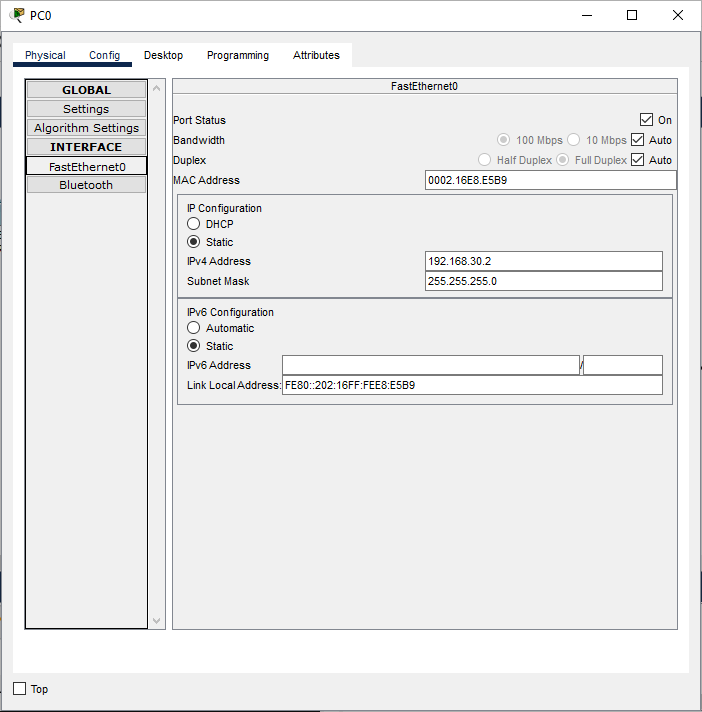 PC0
Physical Config Desktop Programming Attributes
GLOBAL
Settings
Algorithm Settings
INTERFACE
FastEthernet0
Bluetooth
FastEthernet0
Port Status On
Bandwidth 100 Mbps 10 Mbps Auto
Duplex Half Duplex Full Duplex Auto
MAC Address 0002.16E8.E5B9
IP Configuration
DHCP
Static
IPv4 Address 192.168.30.2
Subnet Mask 255.255.255.0
IPv6 Configuration
Automatic
Static
IPv6 Address /
Link Local Address: FE80::202:16FF:FEE8:E5B9
Top